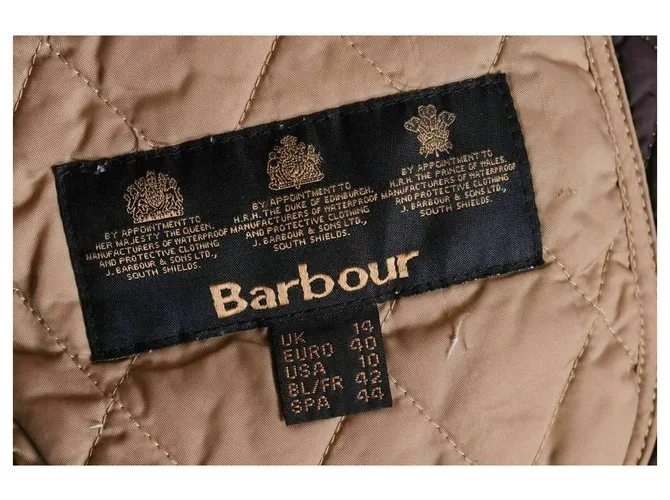 BY APPOINTMENT TO
HER MAJESTY THE QUEEN,
MANUFACTURERS OF WATERPROOF
AND PROTECTIVE CLOTHING
J. BARBOUR & SONS LTD.,
SOUTH SHIELDS.
BY APPOINTMENT TO
H.R.H. THE DUKE OF EDINBURGH,
MANUFACTURERS OF WATERPROOF
AND PROTECTIVE CLOTHING
J. BARBOUR & SONS LTD.,
SOUTH SHIELDS.
BY APPOINTMENT TO
H.R.H. THE PRINCE OF WALES,
MANUFACTURERS OF WATERPROOF
AND PROTECTIVE CLOTHING
J. BARBOUR & SONS LTD.,
SOUTH SHIELDS.
Barbour
UK 14
EURO 40
USA 10
BL/FR 42
SPA 44